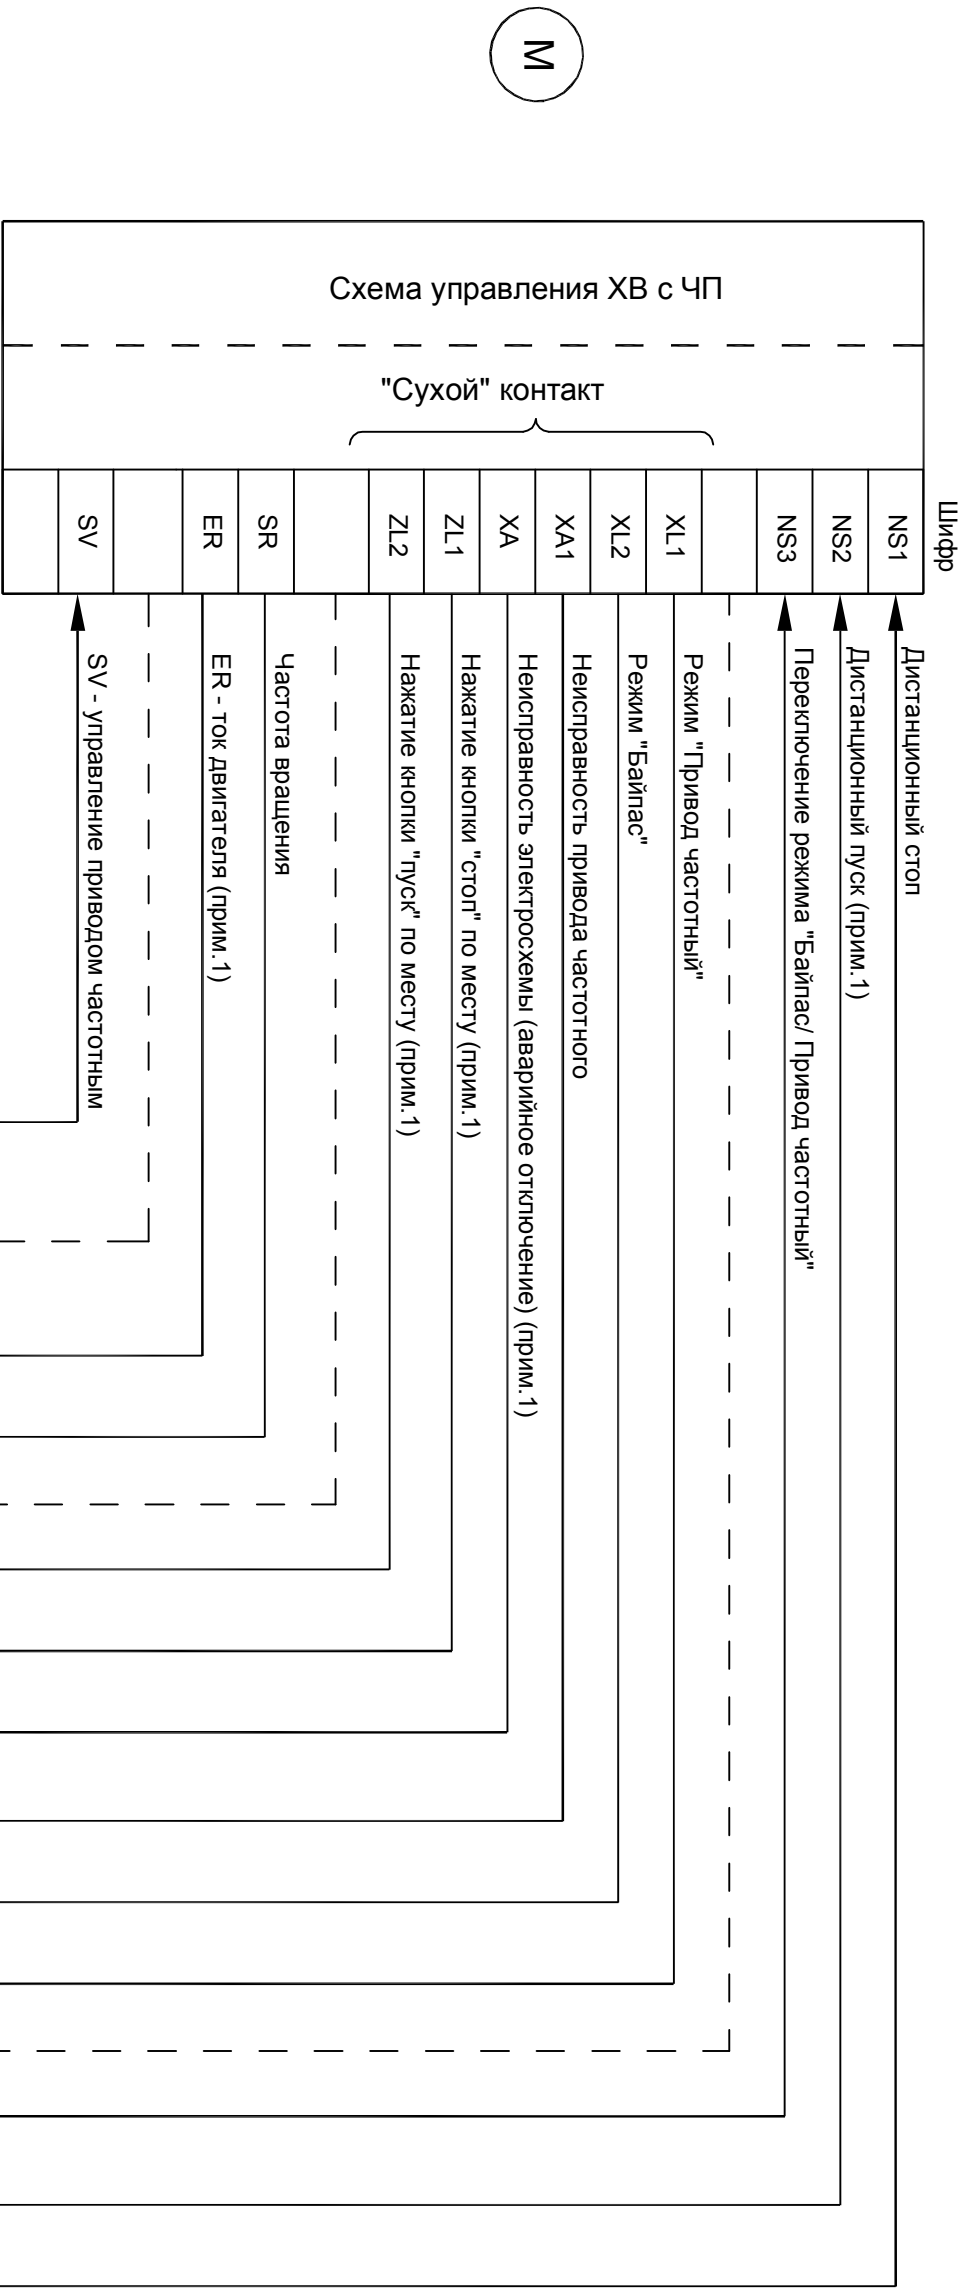 M
Схема управления ХВ с ЧП
"Сухой" контакт
Шифр
NS1
NS2
NS3
XL1
XL2
XA1
XA
ZL1
ZL2
SR
ER
SV
Дистанционный стоп
Дистанционный пуск (прим.1)
Переключение режима "Байпас/ Привод частотный"
Режим "Привод частотный"
Режим "Байпас"
Неисправность привода частотного
Неисправность электросхемы (аварийное отключение) (прим.1)
Нажатие кнопки "стоп" по месту (прим.1)
Нажатие кнопки "пуск" по месту (прим.1)
Частота вращения
ER - ток двигателя (прим.1)
SV - управление приводом частотным